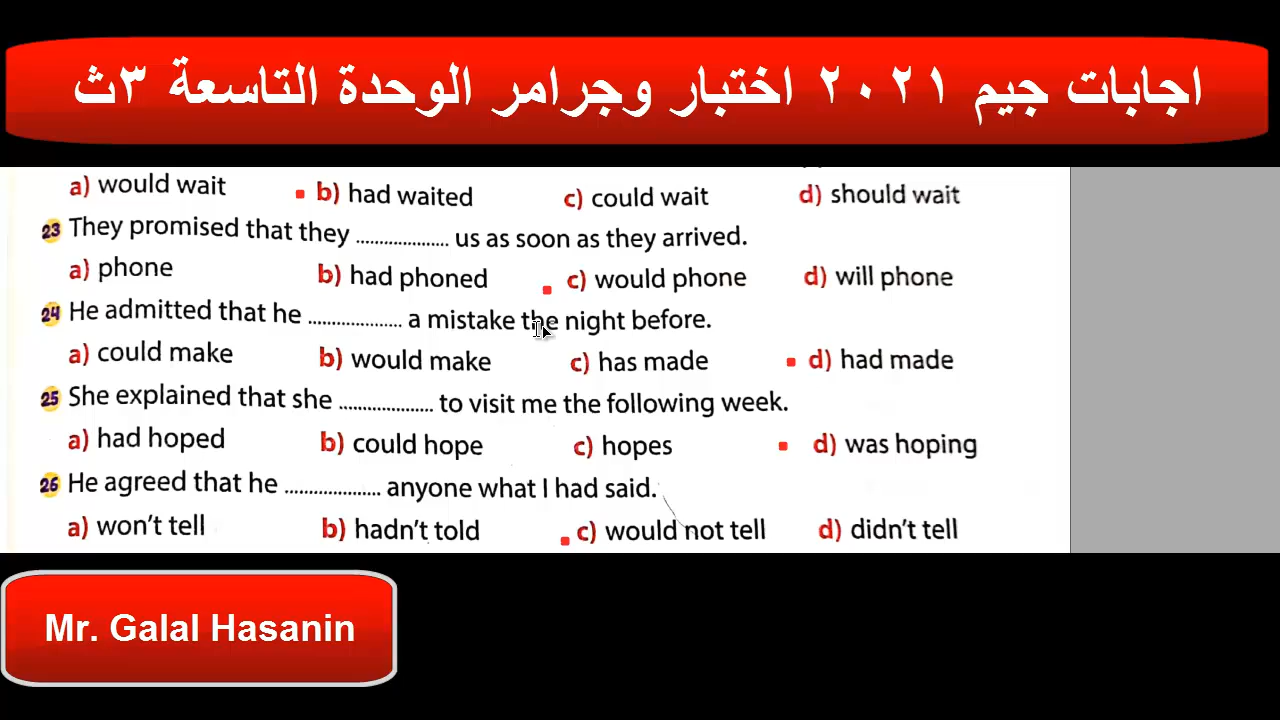 اجابات جيم ٢٠٢١ اختبار وجرامر الوحدة التاسعة ٣ث
a) would wait b) had waited c) could wait d) should wait
23 They promised that they .................... us as soon as they arrived.
a) phone b) had phoned c) would phone d) will phone
24 He admitted that he .................... a mistake the night before.
a) could make b) would make c) has made d) had made
25 She explained that she .................... to visit me the following week.
a) had hoped b) could hope c) hopes d) was hoping
26 He agreed that he .................... anyone what I had said.
a) won't tell b) hadn't told c) would not tell d) didn't tell
Mr. Galal Hasanin